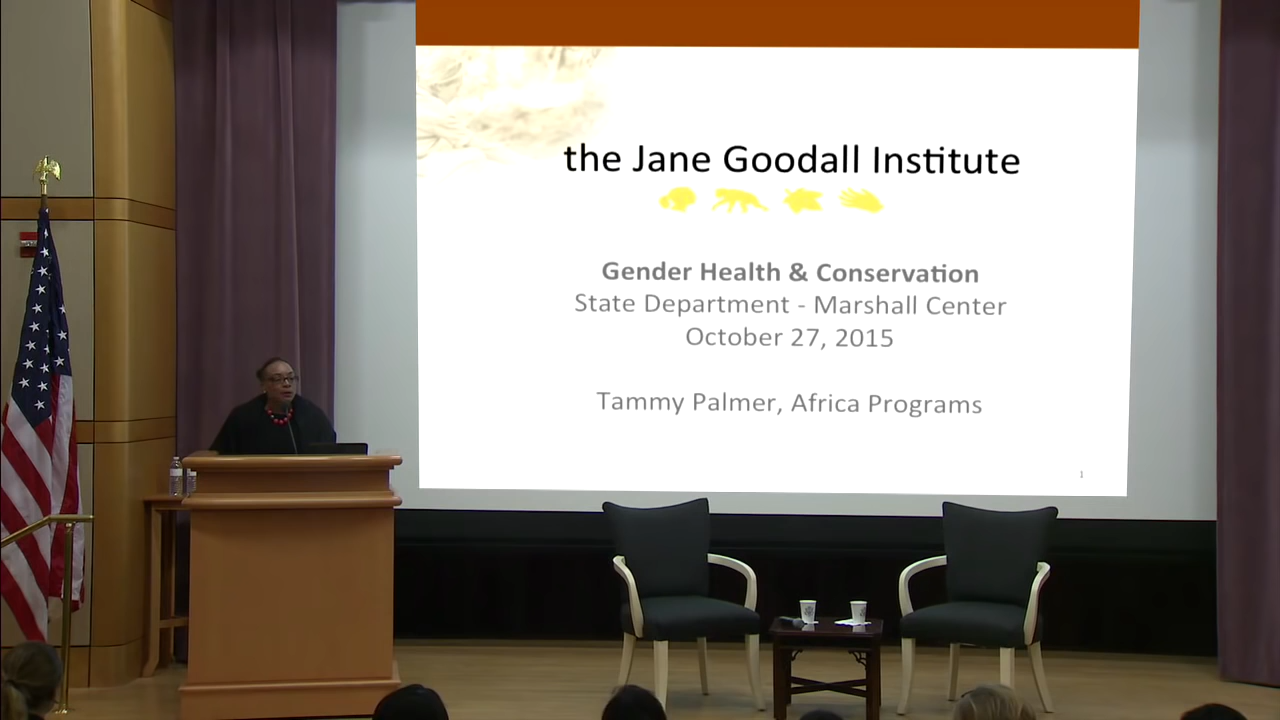 the Jane Goodall Institute
Gender Health & Conservation
State Department - Marshall Center
October 27, 2015
Tammy Palmer, Africa Programs
1